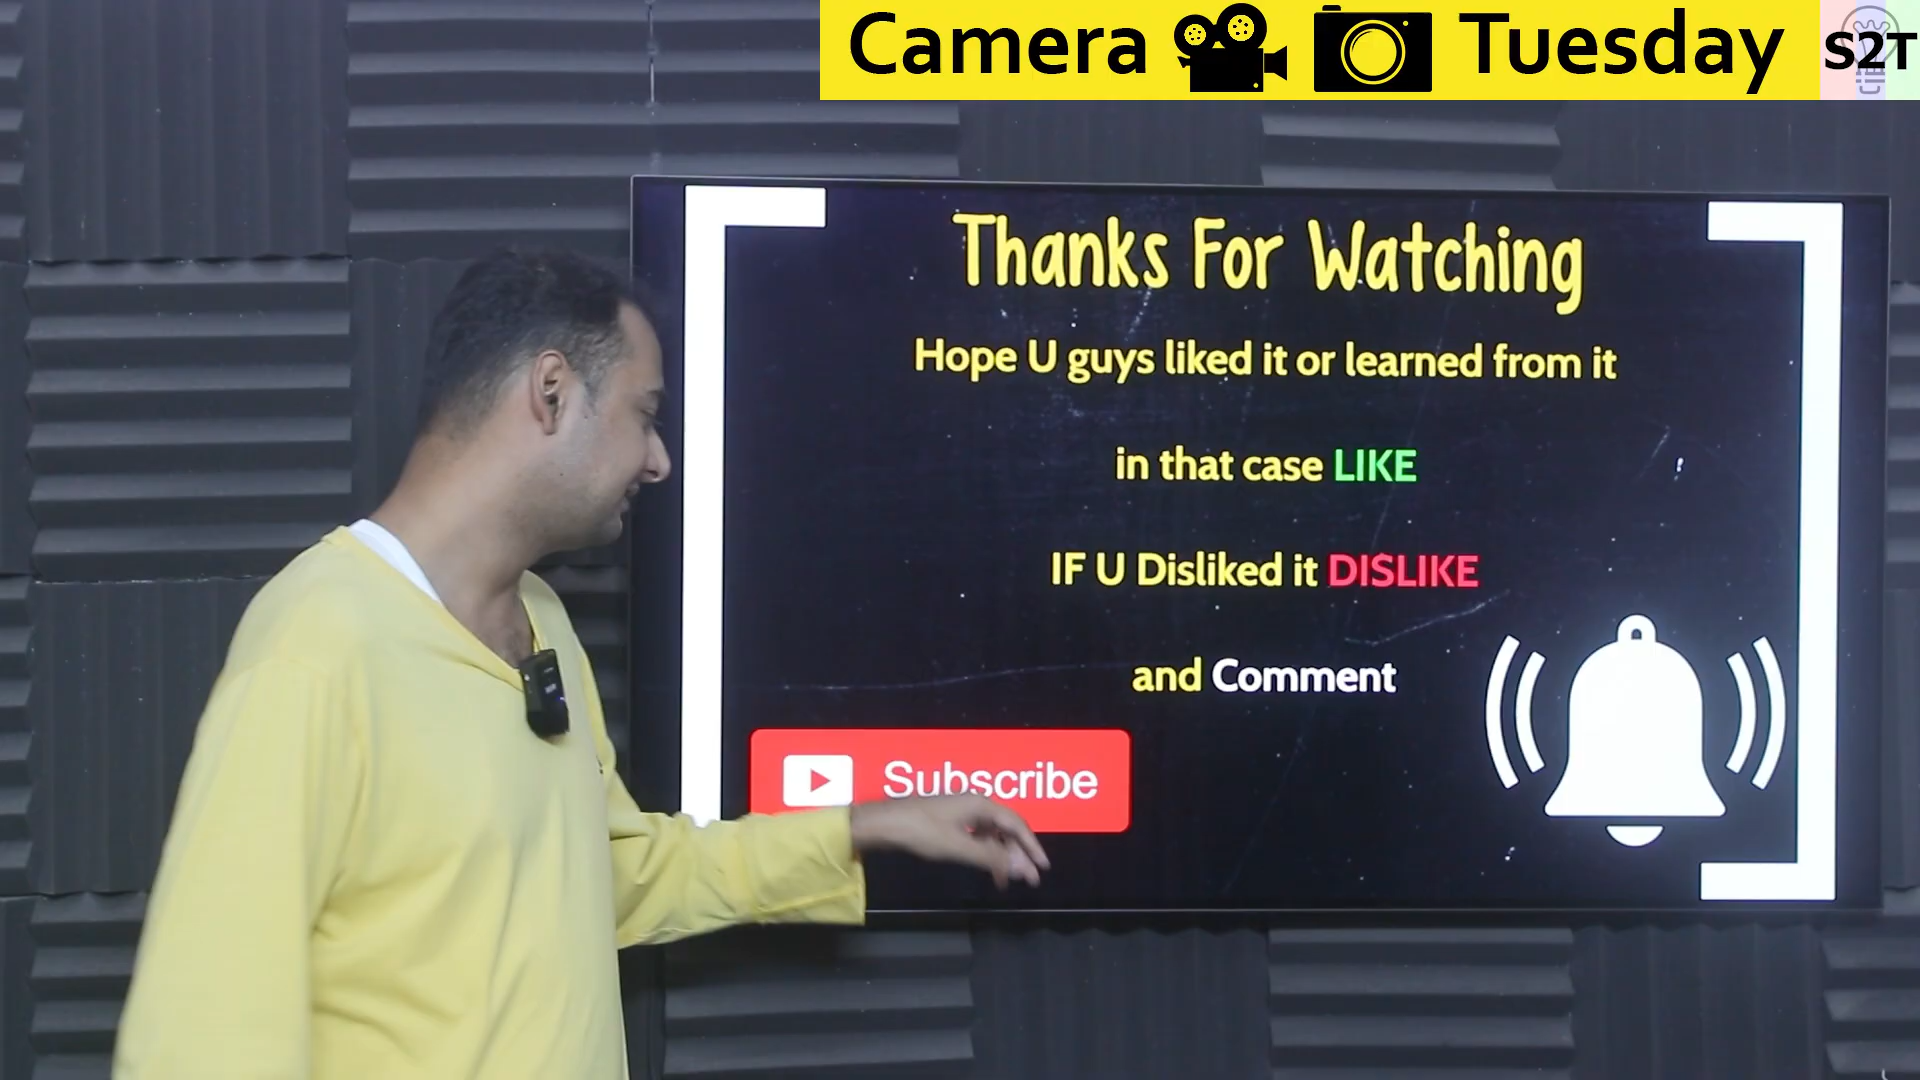 Camera Tuesday S2T
Thanks For Watching
Hope U guys liked it or learned from it
in that case LIKE
IF U Disliked it DISLIKE
and Comment
Subscribe